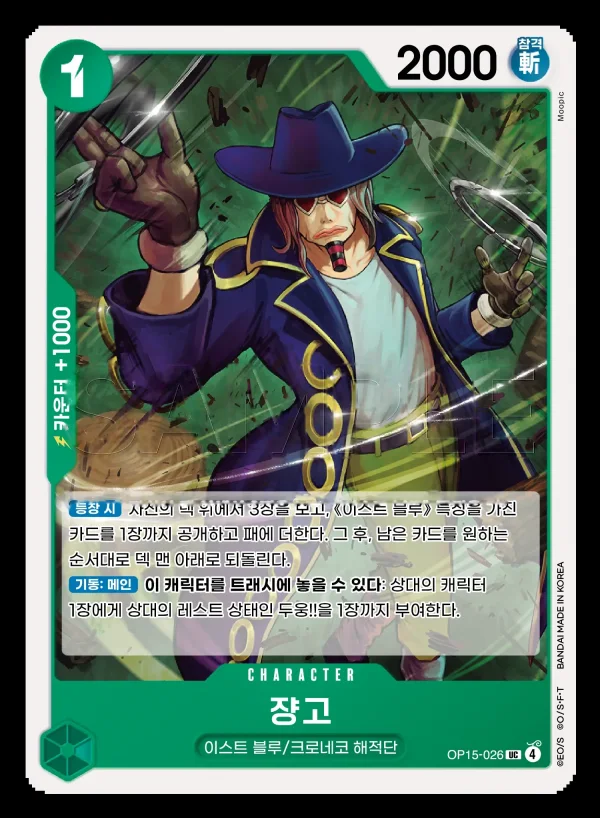 1
2000
참격
斬
Moopic
카운터 +1000
SAMPLE
등장 시 자신의 덱 위에서 3장을 보고, 《이스트 블루》 특징을 가진
카드를 1장까지 공개하고 패에 더한다. 그 후, 남은 카드를 원하는
순서대로 덱 맨 아래로 되돌린다.
기동: 메인 이 캐릭터를 트래시에 놓을 수 있다: 상대의 캐릭터
1장에게 상대의 레스트 상태인 두웅!!을 1장까지 부여한다.
CHARACTER
쟝고
이스트 블루/크로네코 해적단
OP15-026 UC 4
©EO/S ©O/S·F·T BANDAI MADE IN KOREA